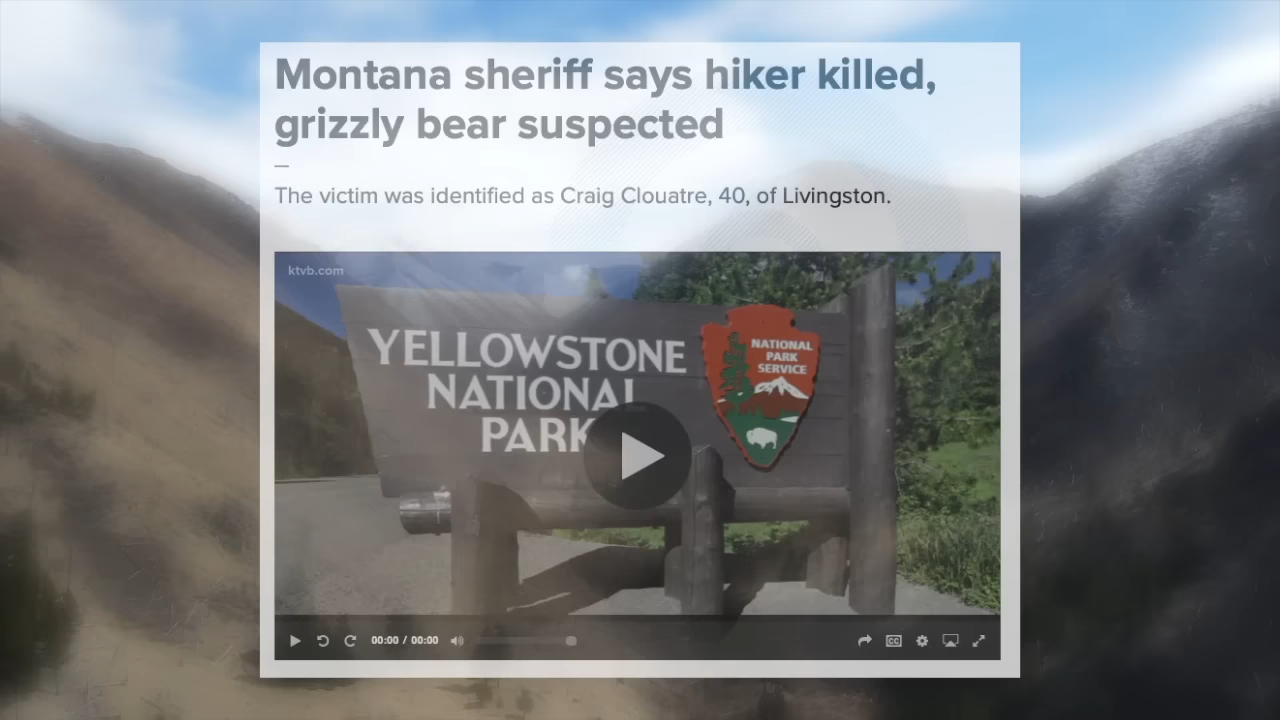 Montana sheriff says hiker killed,
grizzly bear suspected
The victim was identified as Craig Clouatre, 40, of Livingston.
ktvb.com
YELLOWSTONE
NATIONAL
PARK
NATIONAL
PARK
SERVICE
00:00 / 00:00
CC